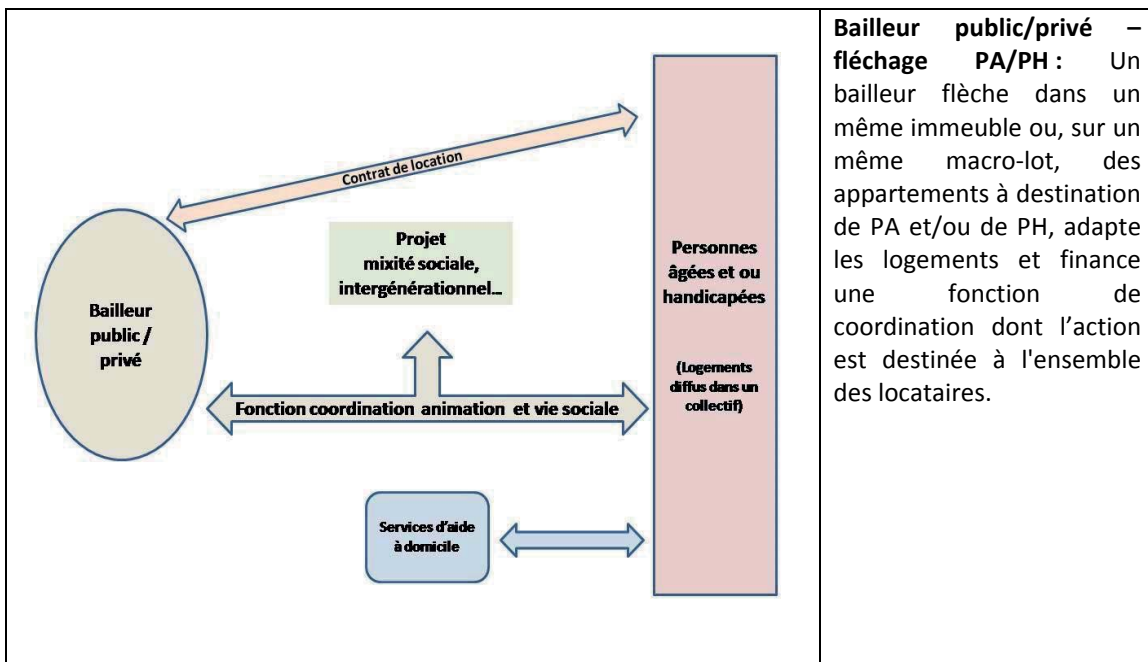 Contrat de location
Projet
mixité sociale,
intergénérationnel...
Bailleur
public /
privé
Personnes
âgées et ou
handicapées
(Logements
diffus dans un
collectif)
Fonction coordination animation et vie sociale
Services d'aide
à domicile
Bailleur public/privé –
fléchage PA/PH : Un
bailleur flèche dans un
même immeuble ou, sur un
même macro-lot, des
appartements à destination
de PA et/ou de PH, adapte
les logements et finance
une fonction de
coordination dont l’action
est destinée à l'ensemble
des locataires.